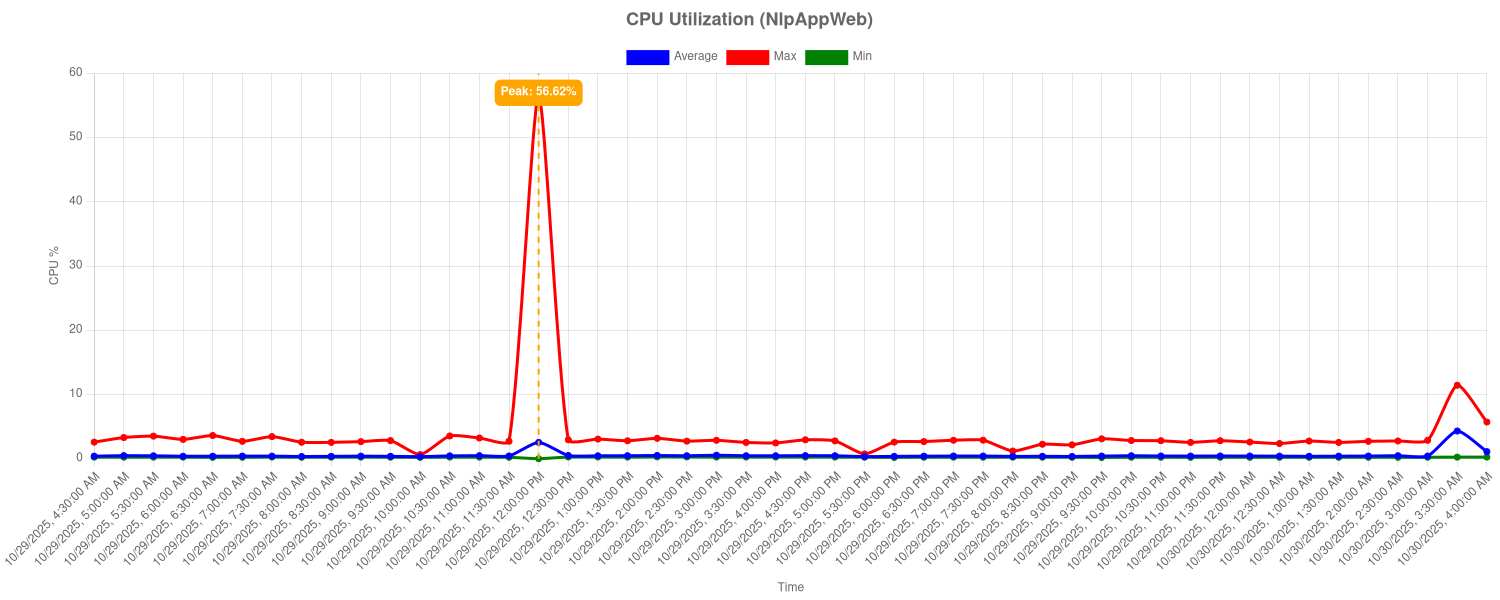 CPU Utilization (NlpAppWeb)
Average
Max
Min
60
50
40
30
20
10
0
CPU %
Peak: 56.62%
10/29/2025, 4:30:00 AM
10/29/2025, 5:00:00 AM
10/29/2025, 5:30:00 AM
10/29/2025, 6:00:00 AM
10/29/2025, 6:30:00 AM
10/29/2025, 7:00:00 AM
10/29/2025, 7:30:00 AM
10/29/2025, 8:00:00 AM
10/29/2025, 8:30:00 AM
10/29/2025, 9:00:00 AM
10/29/2025, 9:30:00 AM
10/29/2025, 10:00:00 AM
10/29/2025, 10:30:00 AM
10/29/2025, 11:00:00 AM
10/29/2025, 11:30:00 AM
10/29/2025, 12:00:00 PM
10/29/2025, 12:30:00 PM
10/29/2025, 1:00:00 PM
10/29/2025, 1:30:00 PM
10/29/2025, 2:00:00 PM
10/29/2025, 2:30:00 PM
10/29/2025, 3:00:00 PM
10/29/2025, 3:30:00 PM
10/29/2025, 4:00:00 PM
10/29/2025, 4:30:00 PM
10/29/2025, 5:00:00 PM
10/29/2025, 5:30:00 PM
10/29/2025, 6:00:00 PM
10/29/2025, 6:30:00 PM
10/29/2025, 7:00:00 PM
10/29/2025, 7:30:00 PM
10/29/2025, 8:00:00 PM
10/29/2025, 8:30:00 PM
10/29/2025, 9:00:00 PM
10/29/2025, 9:30:00 PM
10/29/2025, 10:00:00 PM
10/29/2025, 10:30:00 PM
10/29/2025, 11:00:00 PM
10/29/2025, 11:30:00 PM
10/30/2025, 12:00:00 AM
10/30/2025, 12:30:00 AM
10/30/2025, 1:00:00 AM
10/30/2025, 1:30:00 AM
10/30/2025, 2:00:00 AM
10/30/2025, 2:30:00 AM
10/30/2025, 3:00:00 AM
10/30/2025, 3:30:00 AM
10/30/2025, 4:00:00 AM
Time